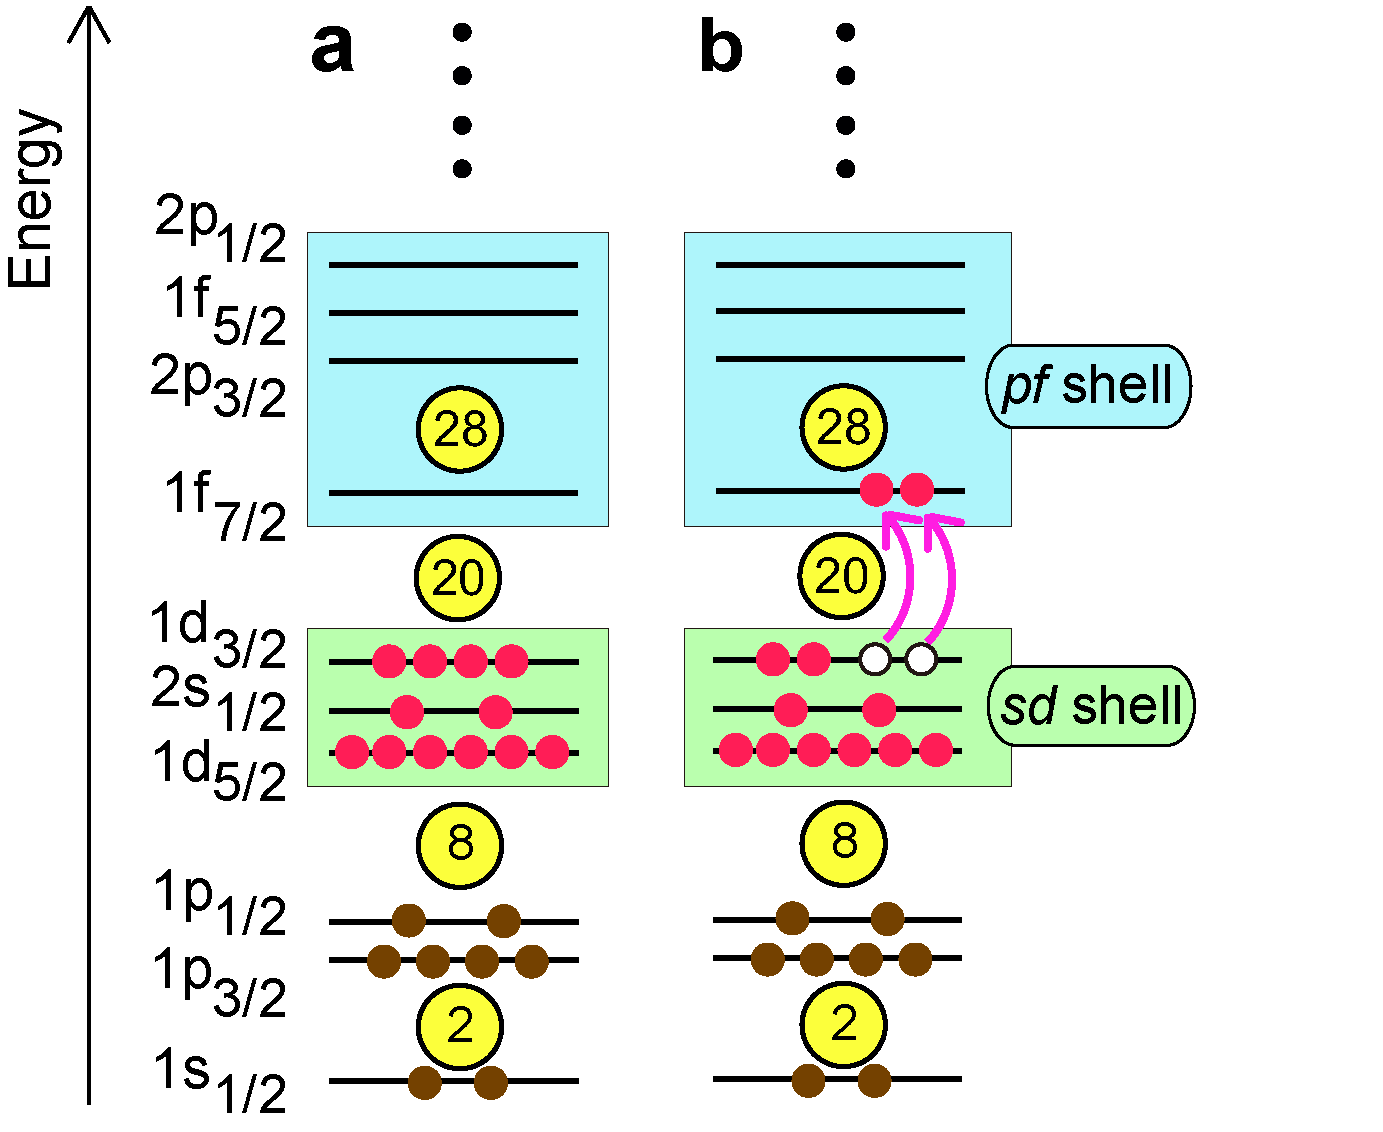 a b
Energy
2p1/2
1f5/2
2p3/2
pf shell
28 28
1f7/2
20 20
1d3/2
2s1/2
sd shell
1d5/2
8 8
1p1/2
1p3/2
2 2
1s1/2